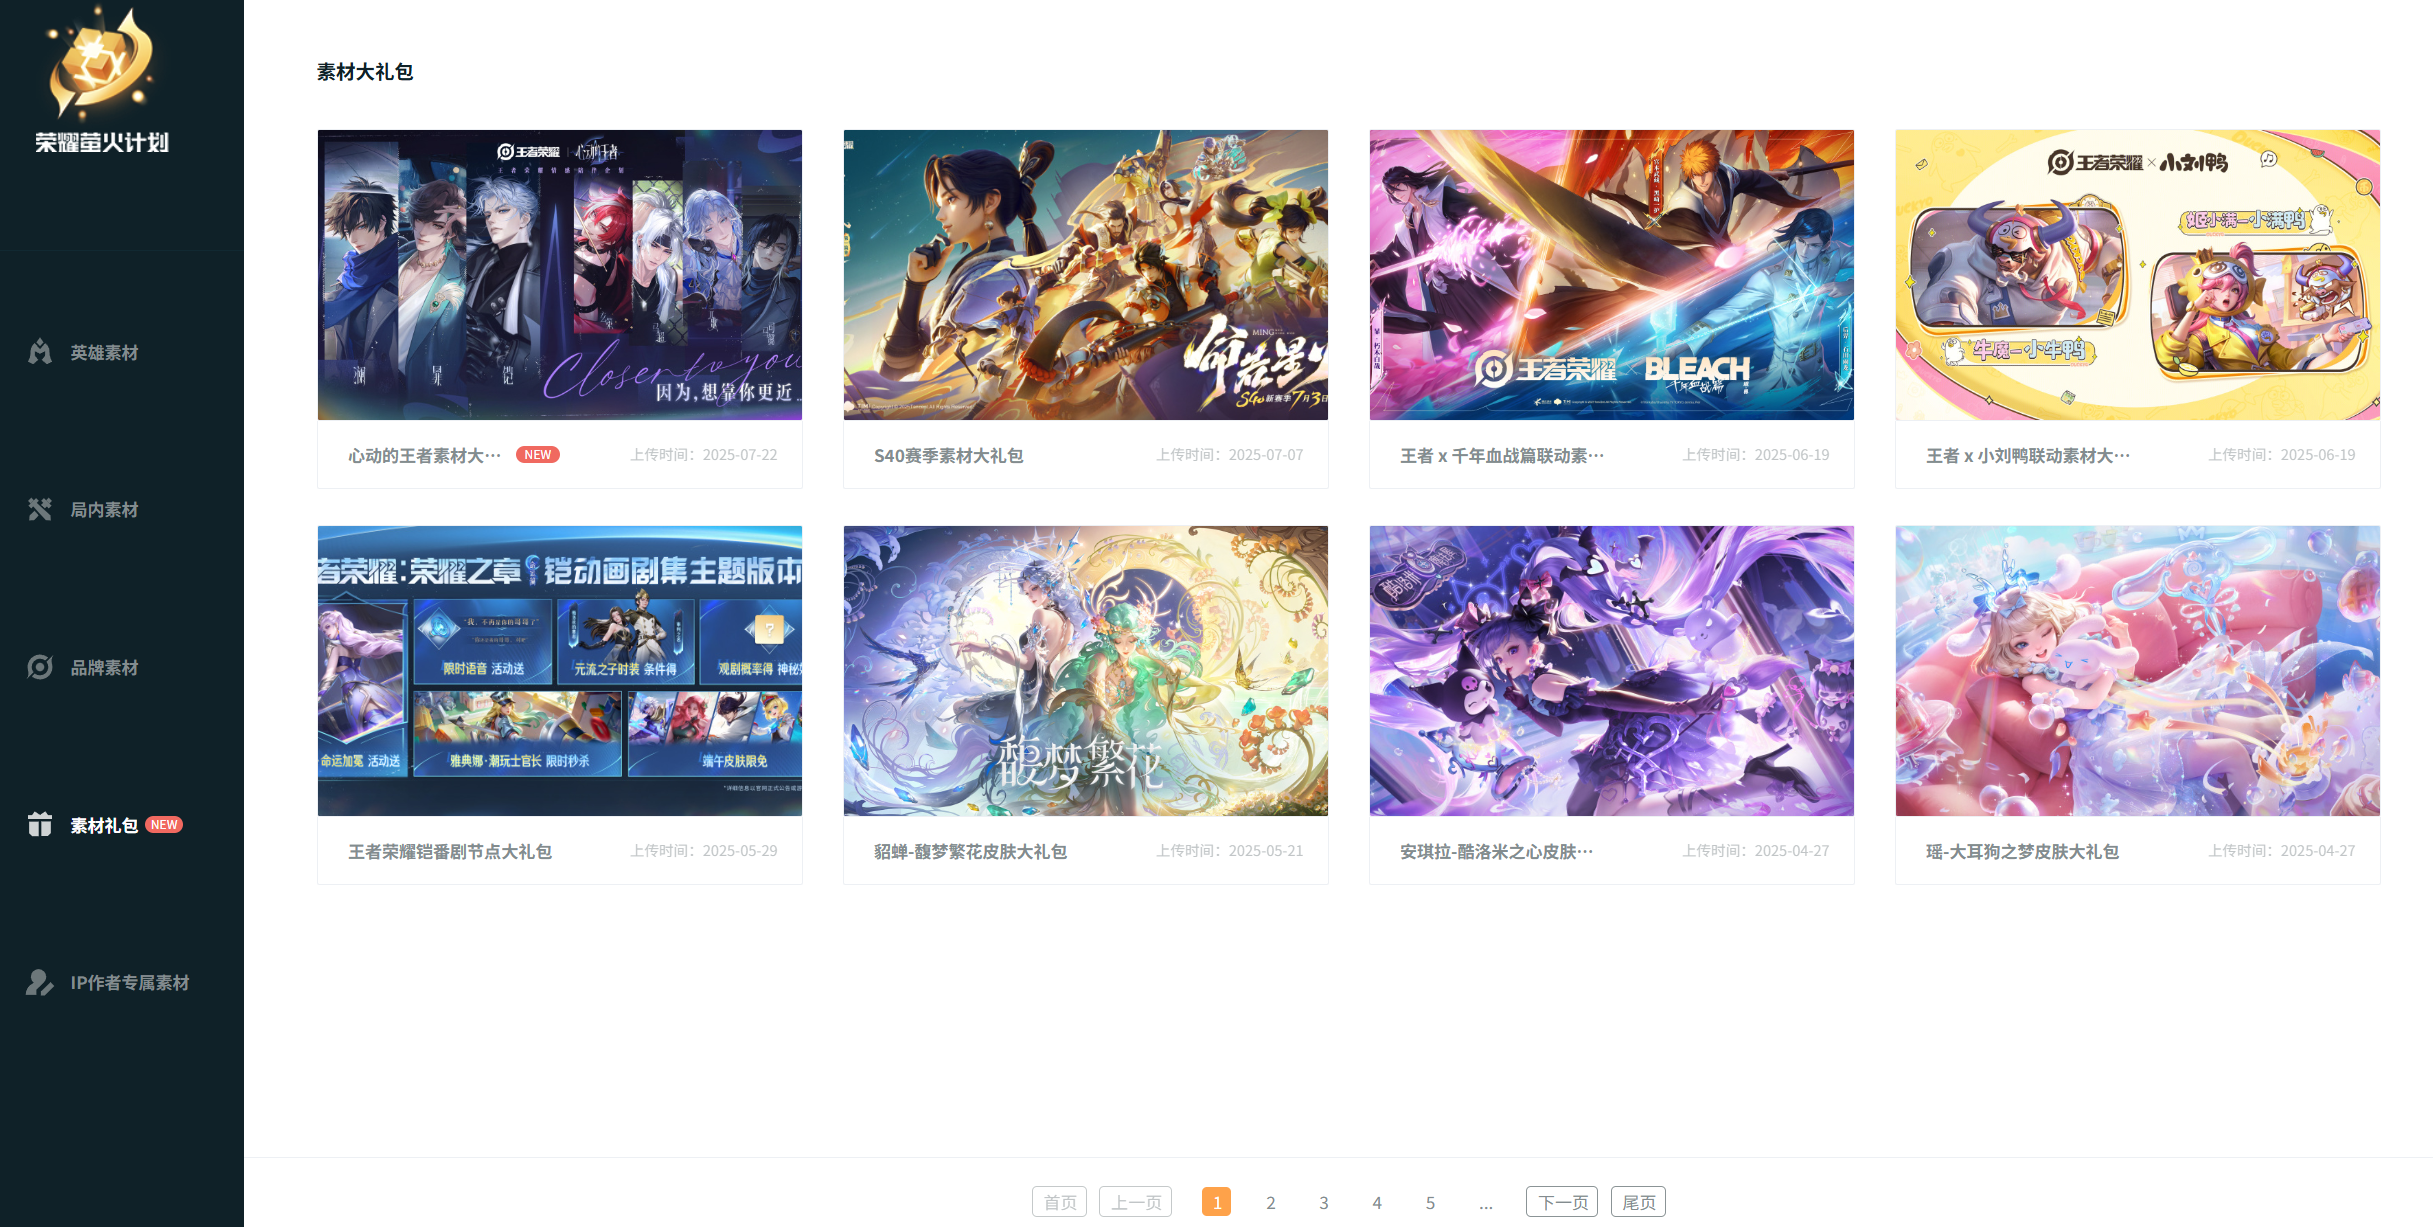 荣耀萤火计划
英雄素材
局内素材
品牌素材
素材礼包 NEW
IP作者专属素材
素材大礼包
王者荣耀 心动的王者
王者荣耀情感陪伴企划
澜
铠
Closer to you
因为,想靠你更近...
心动的王者素材大… NEW 上传时间：2025-07-22
MING
S40新赛季7月3日
S40赛季素材大礼包 上传时间：2025-07-07
王者荣耀 × BLEACH
千年血战篇
王者 x 千年血战篇联动素… 上传时间：2025-06-19
王者荣耀×小刘鸭
姬小满—小满鸭
牛魔—小牛鸭
王者 x 小刘鸭联动素材大… 上传时间：2025-06-19
者荣耀:荣耀之章 铠动画剧集主题版本
限时语音 活动送
元流之子时装 条件得
观剧概率得 神秘
命运加冕 活动送
雅典娜·潮玩士官长 限时秒杀
端午皮肤限免
王者荣耀铠番剧节点大礼包 上传时间：2025-05-29
馥梦繁花
貂蝉-馥梦繁花皮肤大礼包 上传时间：2025-05-21
安琪拉-酷洛米之心皮肤… 上传时间：2025-04-27
瑶-大耳狗之梦皮肤大礼包 上传时间：2025-04-27
首页 上一页 1 2 3 4 5 ... 下一页 尾页